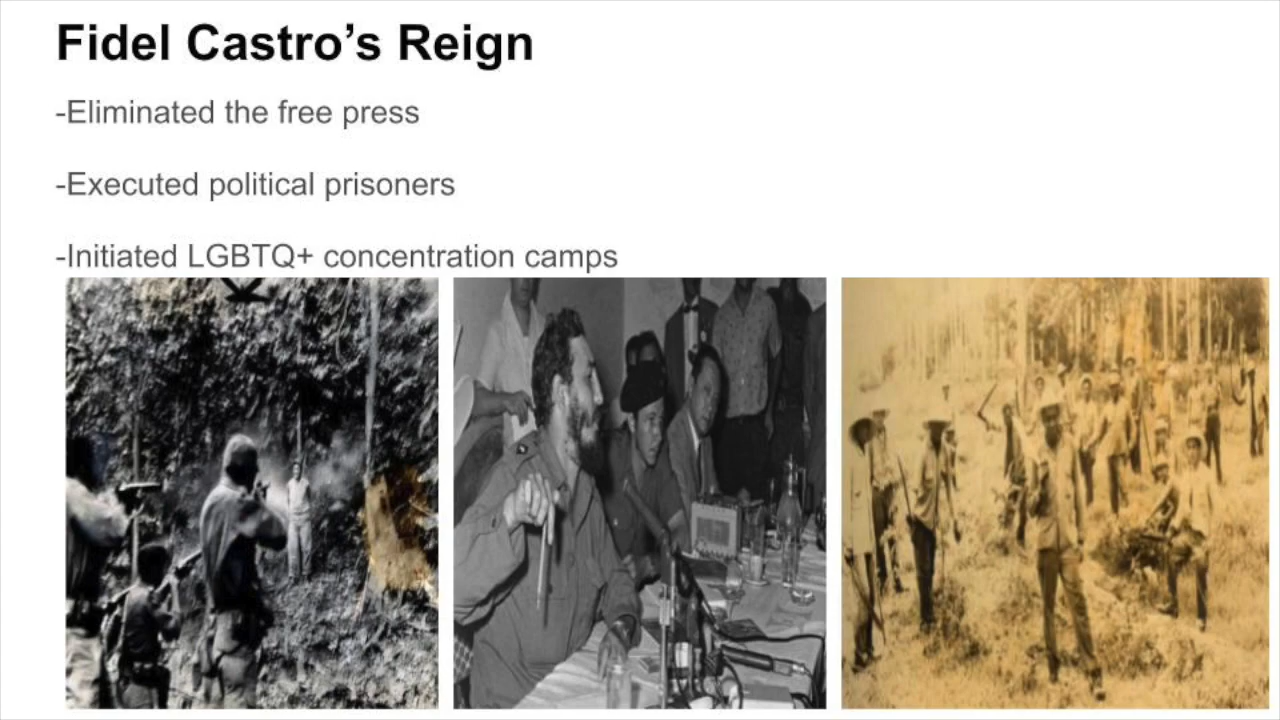 Fidel Castro’s Reign
-Eliminated the free press
-Executed political prisoners
-Initiated LGBTQ+ concentration camps